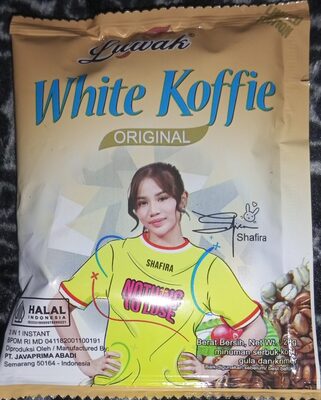 Luwak
White Koffie
ORIGINAL
Shafira
SHAFIRA
NOTHING
TO LOSE
HALAL
INDONESIA
3 IN 1 INSTANT
BPOM RI MD 041182001100191
Diproduksi Oleh / Manufactured By:
PT. JAVAPRIMA ABADI
Semarang 50164 - Indonesia
Berat Bersih, Net Wt.
minuman serbuk kopi
gula dan krimer